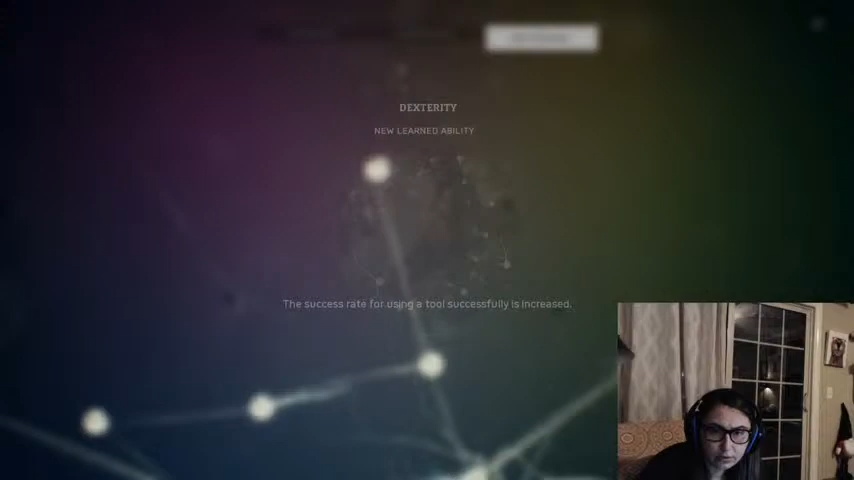 DEXTERITY
NEW LEARNED ABILITY
The success rate for using a tool successfully is increased.